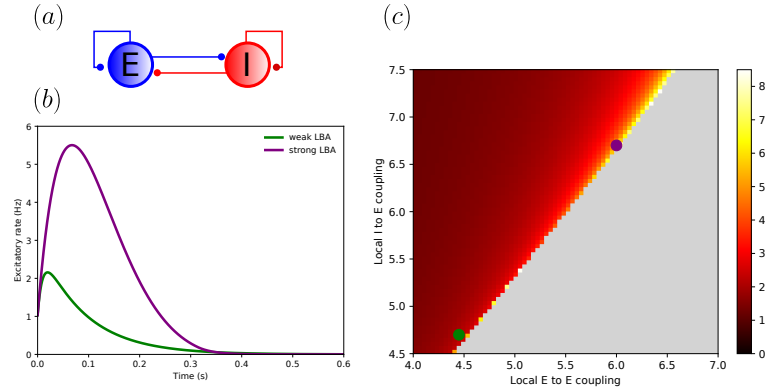 (a)
E
I
(b)
6
5
4
3
2
1
0
0.0 0.1 0.2 0.3 0.4 0.5 0.6
Excitatory rate (Hz)
Time (s)
weak LBA
strong LBA
(c)
7.5
7.0
6.5
6.0
5.5
5.0
4.5
4.0 4.5 5.0 5.5 6.0 6.5 7.0
Local I to E coupling
Local E to E coupling
8
7
6
5
4
3
2
1
0